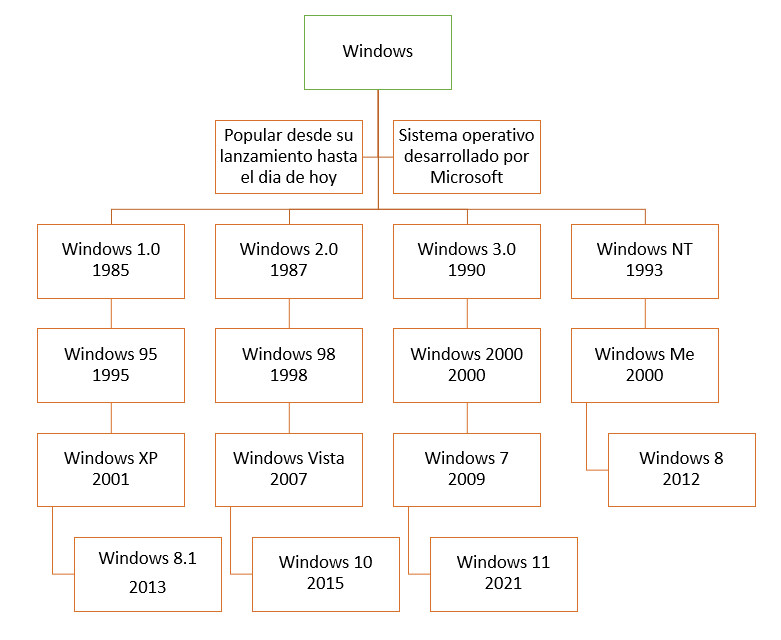 Windows
Popular desde su
lanzamiento hasta
el dia de hoy
Sistema operativo
desarrollado por
Microsoft
Windows 1.0
1985
Windows 2.0
1987
Windows 3.0
1990
Windows NT
1993
Windows 95
1995
Windows 98
1998
Windows 2000
2000
Windows Me
2000
Windows XP
2001
Windows Vista
2007
Windows 7
2009
Windows 8
2012
Windows 8.1
2013
Windows 10
2015
Windows 11
2021